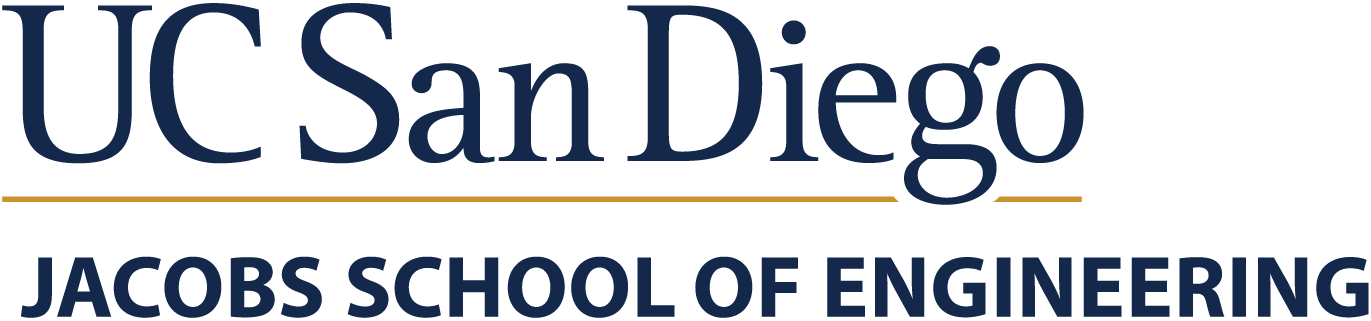 UC San Diego
JACOBS SCHOOL OF ENGINEERING